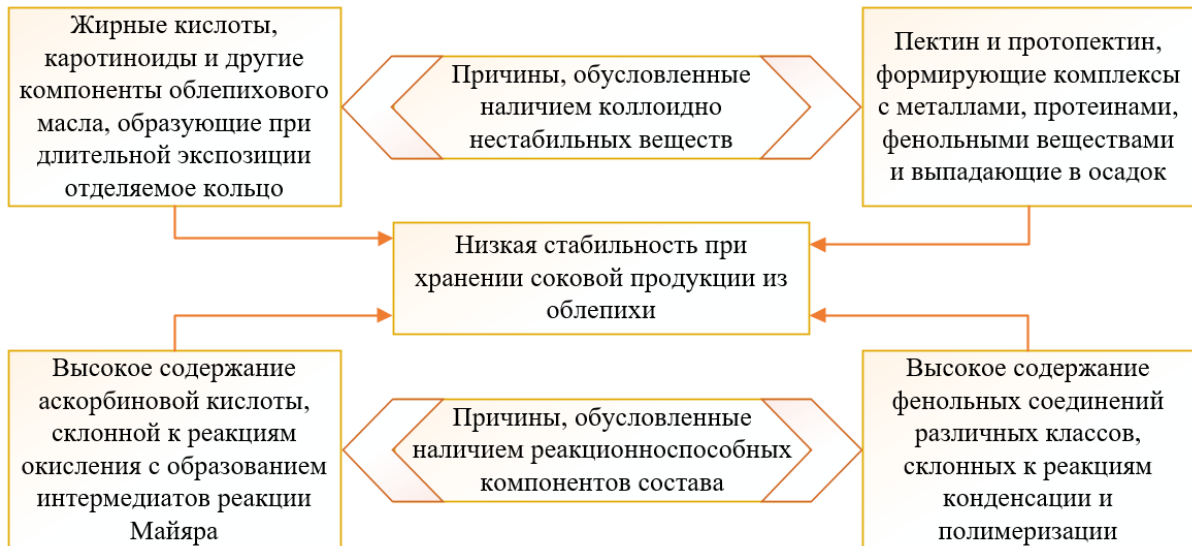 Жирные кислоты,
каротиноиды и другие
компоненты облепихового
масла, образующие при
длительной экспозиции
отделяемое кольцо
Причины, обусловленные
наличием коллоидно
нестабильных веществ
Пектин и протопектин,
формирующие комплексы
с металлами, протеинами,
фенольными веществами
и выпадающие в осадок
Низкая стабильность при
хранении соковой продукции из
облепихи
Высокое содержание
аскорбиновой кислоты,
склонной к реакциям
окисления с образованием
интермедиатов реакции
Майяра
Причины, обусловленные
наличием реакционноспособных
компонентов состава
Высокое содержание
фенольных соединений
различных классов,
склонных к реакциям
конденсации и
полимеризации